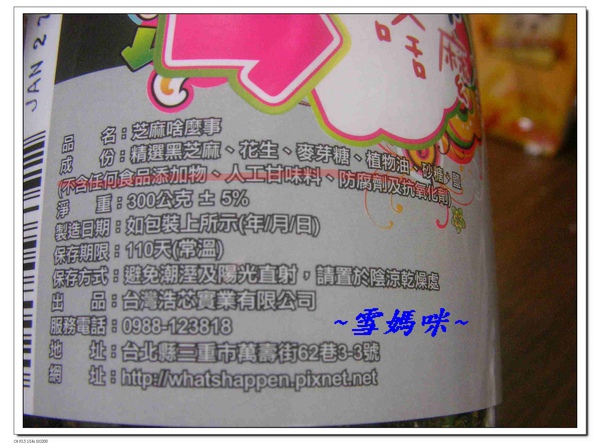 JAN 2 7
品名：芝麻啥麼事
成份：精選黑芝麻、花生、麥芽糖、植物油、砂糖、鹽
(不含任何食品添加物、人工甘味料、防腐劑及抗氧化劑)
淨重：300公克 ± 5%
製造日期：如包裝上所示(年/月/日)
保存期限：110天(常溫)
保存方式：避免潮溼及陽光直射，請置於陰涼乾燥處
出品：台灣浩芯實業有限公司
服務電話：0988-123818
地址：台北縣三重市萬壽街62巷3-3號
網址：http://whatshappen.pixnet.net
~雪媽咪~